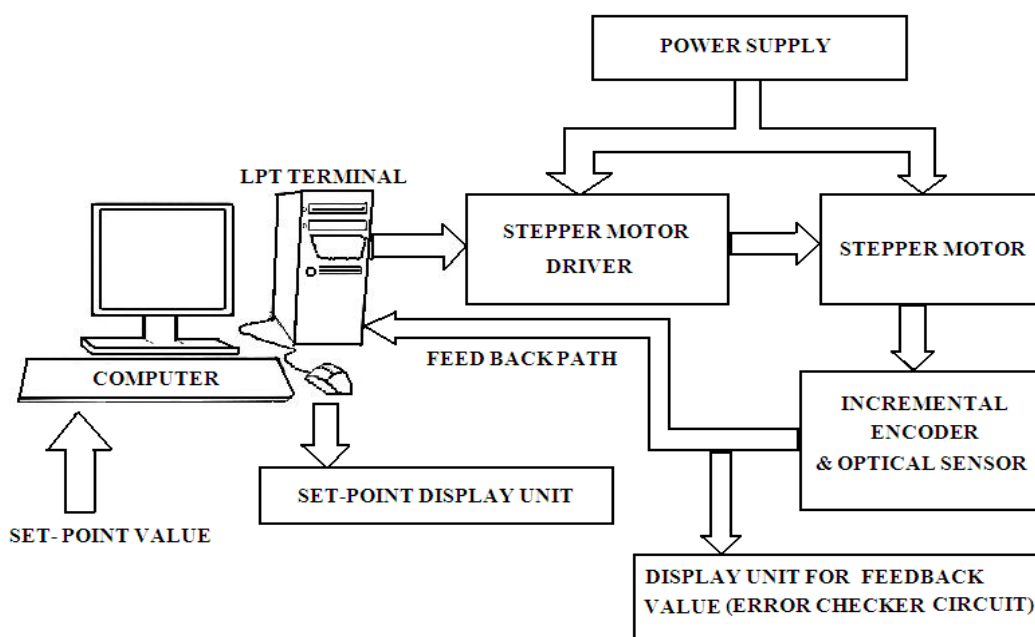 POWER SUPPLY
LPT TERMINAL
STEPPER MOTOR
DRIVER
STEPPER MOTOR
FEED BACK PATH
COMPUTER
INCREMENTAL
ENCODER
& OPTICAL SENSOR
SET-POINT DISPLAY UNIT
SET- POINT VALUE
DISPLAY UNIT FOR FEEDBACK
VALUE (ERROR CHECKER CIRCUIT)